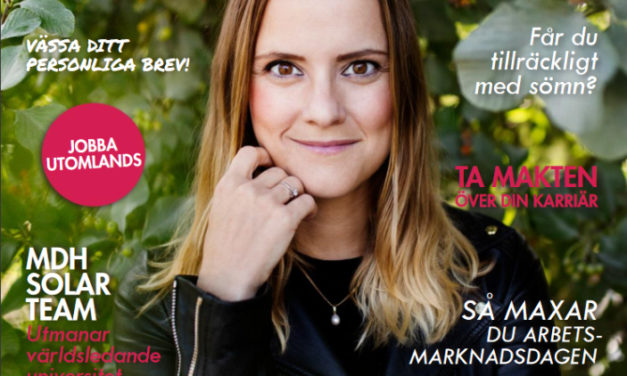 VÄSSA DITT
PERSONLIGA BREV!
Får du
tillräckligt
med sömn?
JOBBA
UTOMLANDS
TA MAKTEN
ÖVER DIN KARRIÄR
MDH
SOLAR
TEAM
Utmanar
världsledande
universitet
SÅ MAXAR
DU ARBETS-
MARKNADSDAGEN